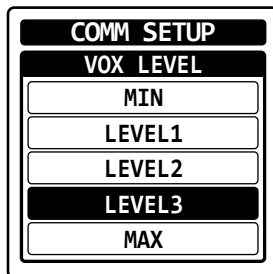 COMM SETUP
VOX LEVEL
MIN
LEVEL1
LEVEL2
LEVEL3
MAX